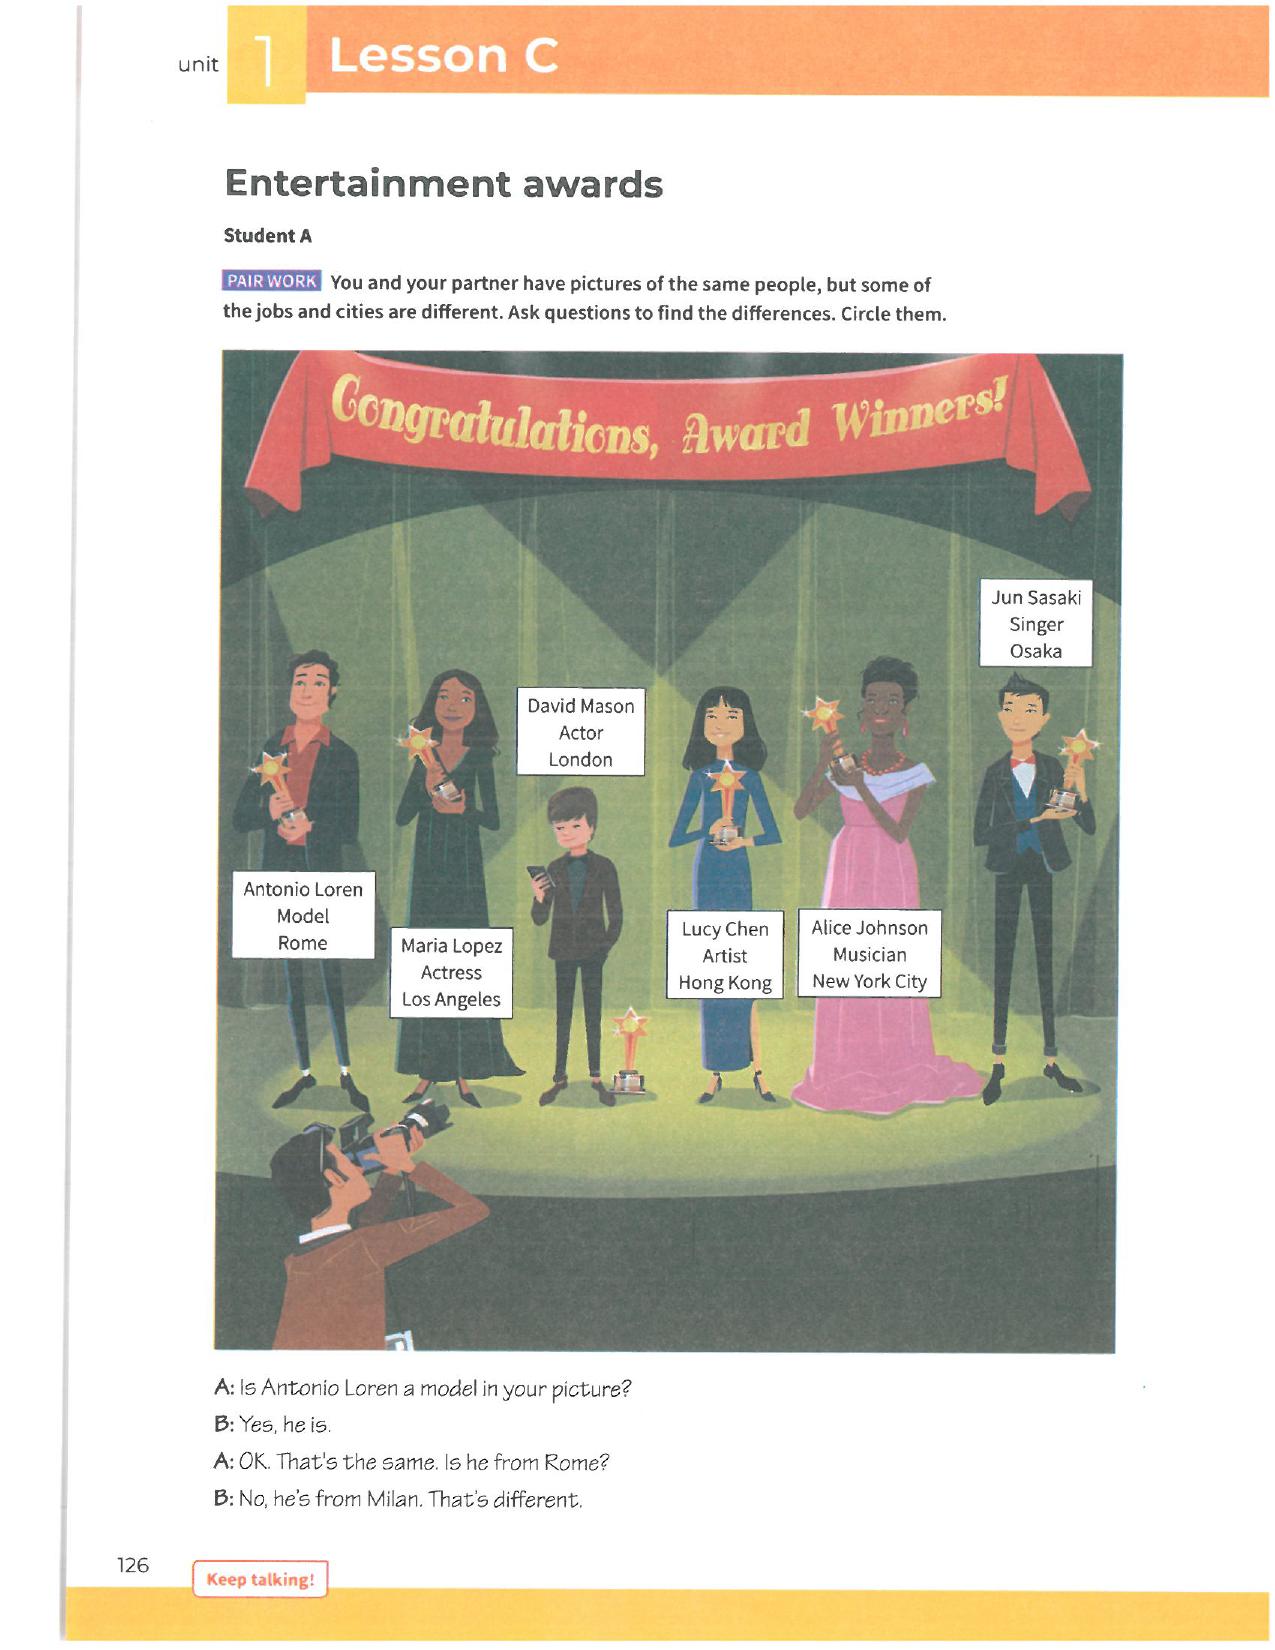 unit 1 Lesson C
Entertainment awards
Student A
PAIR WORK You and your partner have pictures of the same people, but some of
the jobs and cities are different. Ask questions to find the differences. Circle them.
Congratulations, Award Winners!
Jun Sasaki
Singer
Osaka
David Mason
Actor
London
Antonio Loren
Model
Rome
Maria Lopez
Actress
Los Angeles
Lucy Chen
Artist
Hong Kong
Alice Johnson
Musician
New York City
A: Is Antonio Loren a model in your picture?
B: Yes, he is.
A: OK. That's the same. Is he from Rome?
B: No, he's from Milan. That's different.
126
Keep talking!